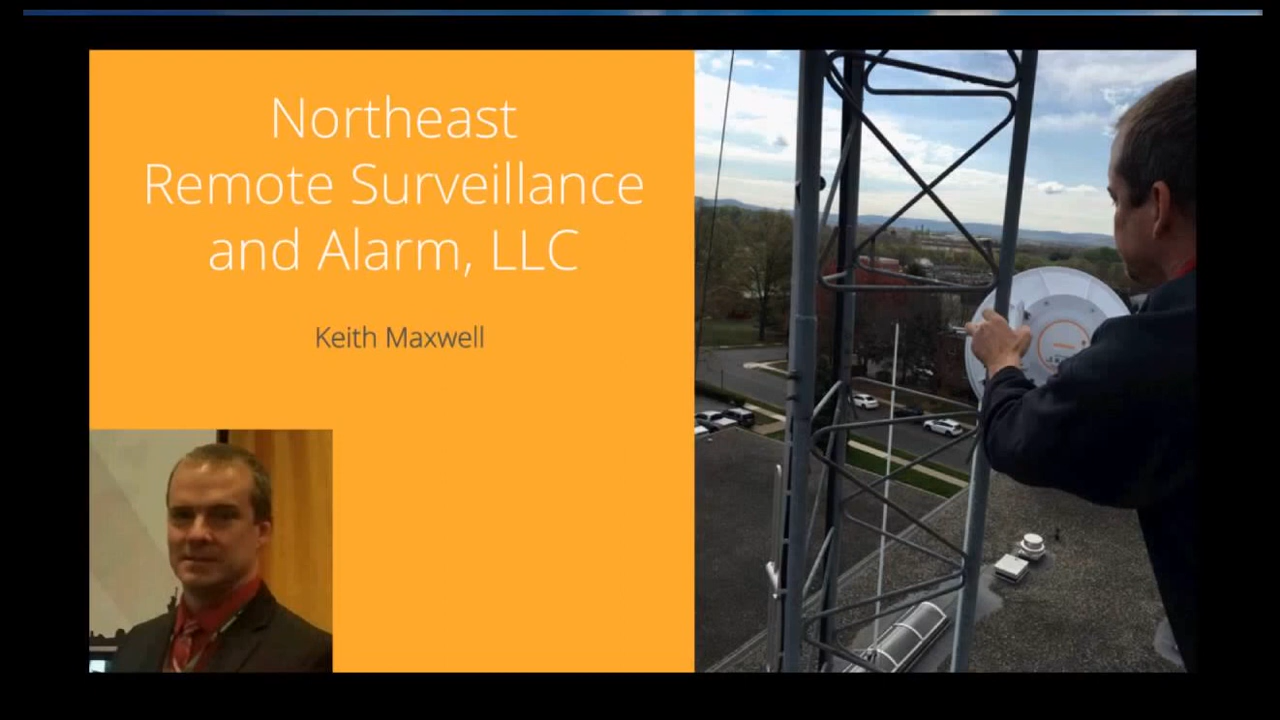 Northeast
Remote Surveillance
and Alarm, LLC
Keith Maxwell